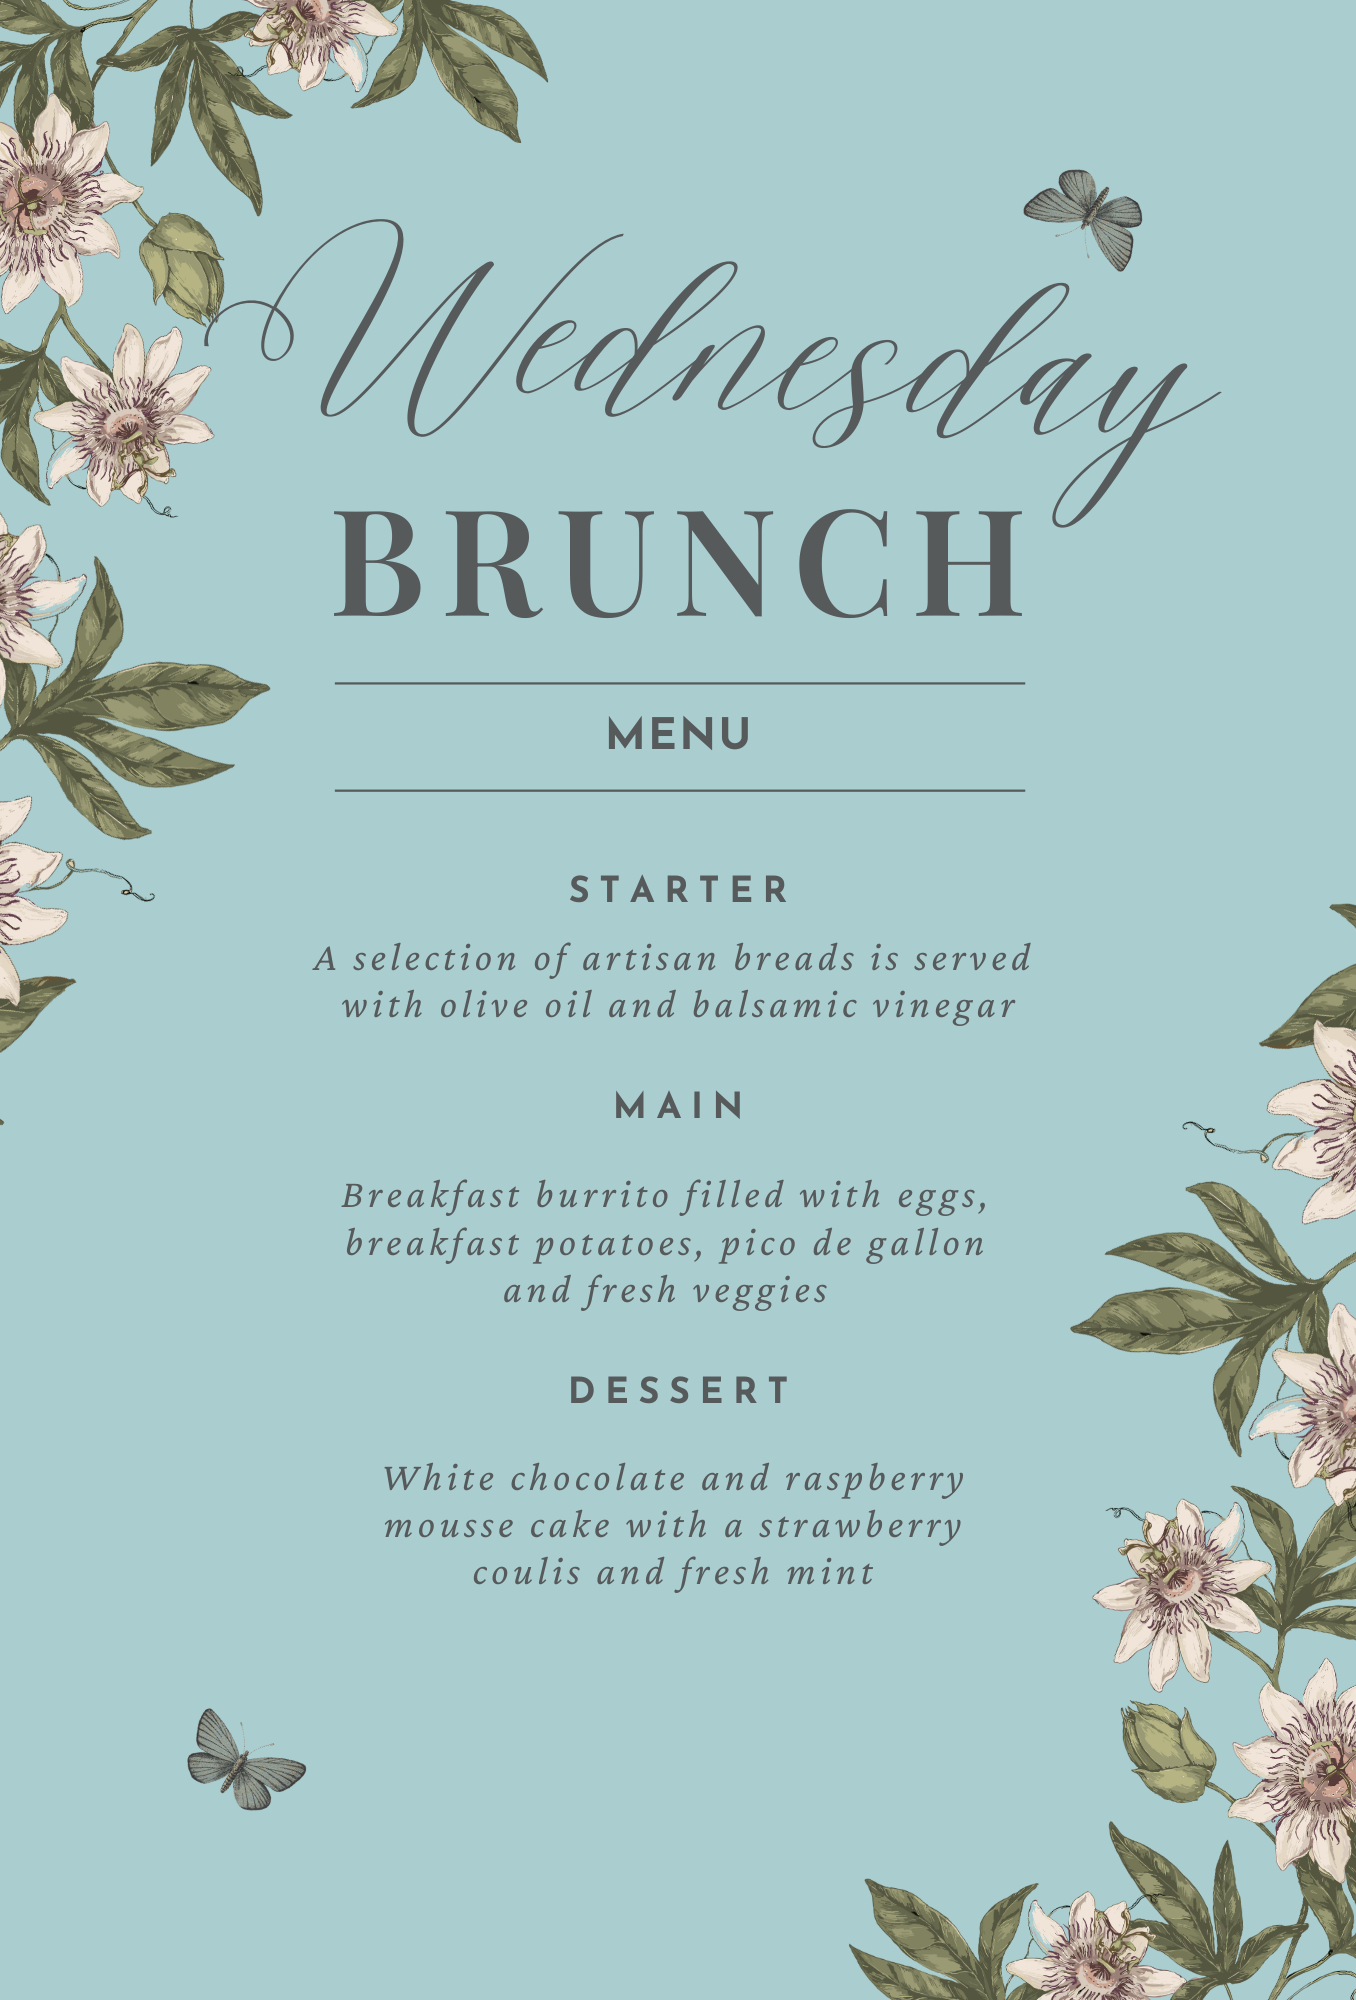 Wednesday
BRUNCH
MENU
STARTER
A selection of artisan breads is served
with olive oil and balsamic vinegar
MAIN
Breakfast burrito filled with eggs,
breakfast potatoes, pico de gallon
and fresh veggies
DESSERT
White chocolate and raspberry
mousse cake with a strawberry
coulis and fresh mint